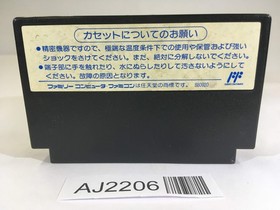 カセットについてのお願い
●精密機器ですので、極端な温度条件下での使用や保管および強い
ショックをさけてください。また、絶対に分解しないでください。
●端子部に手を触れたり、水にぬらしたりして汚さないようにして
ください。故障の原因となります。
ファミリーコンピュータ・ファミコンは任天堂の商標です。
AJ2206